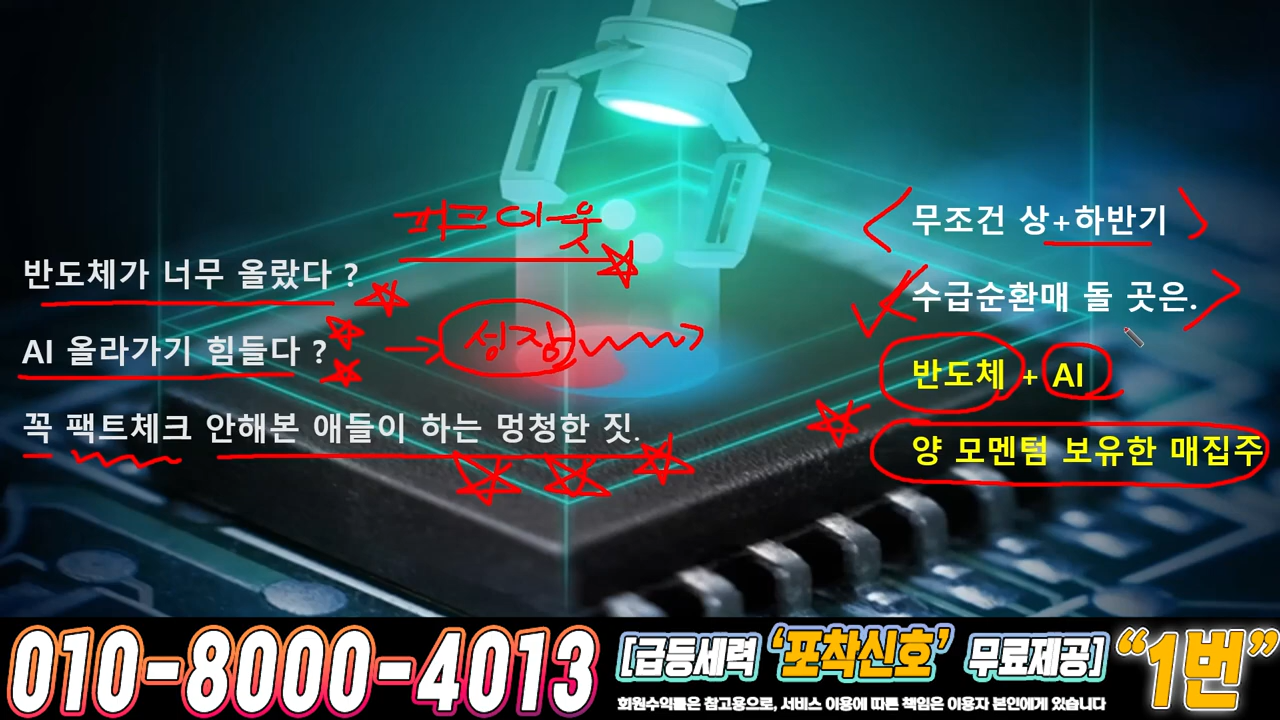 피크이웃
반도체가 너무 올랐다 ?
AI 올라가기 힘들다 ?
성장
꼭 팩트체크 안해본 애들이 하는 멍청한 짓.
무조건 상+하반기
수급순환매 돌 곳은.
반도체 + AI
양 모멘텀 보유한 매집주
010-8000-4013
[급등세력 '포착신호' 무료제공] "1번"
회원수익률은 참고용으로, 서비스 이용에 따른 책임은 이용자 본인에게 있습니다